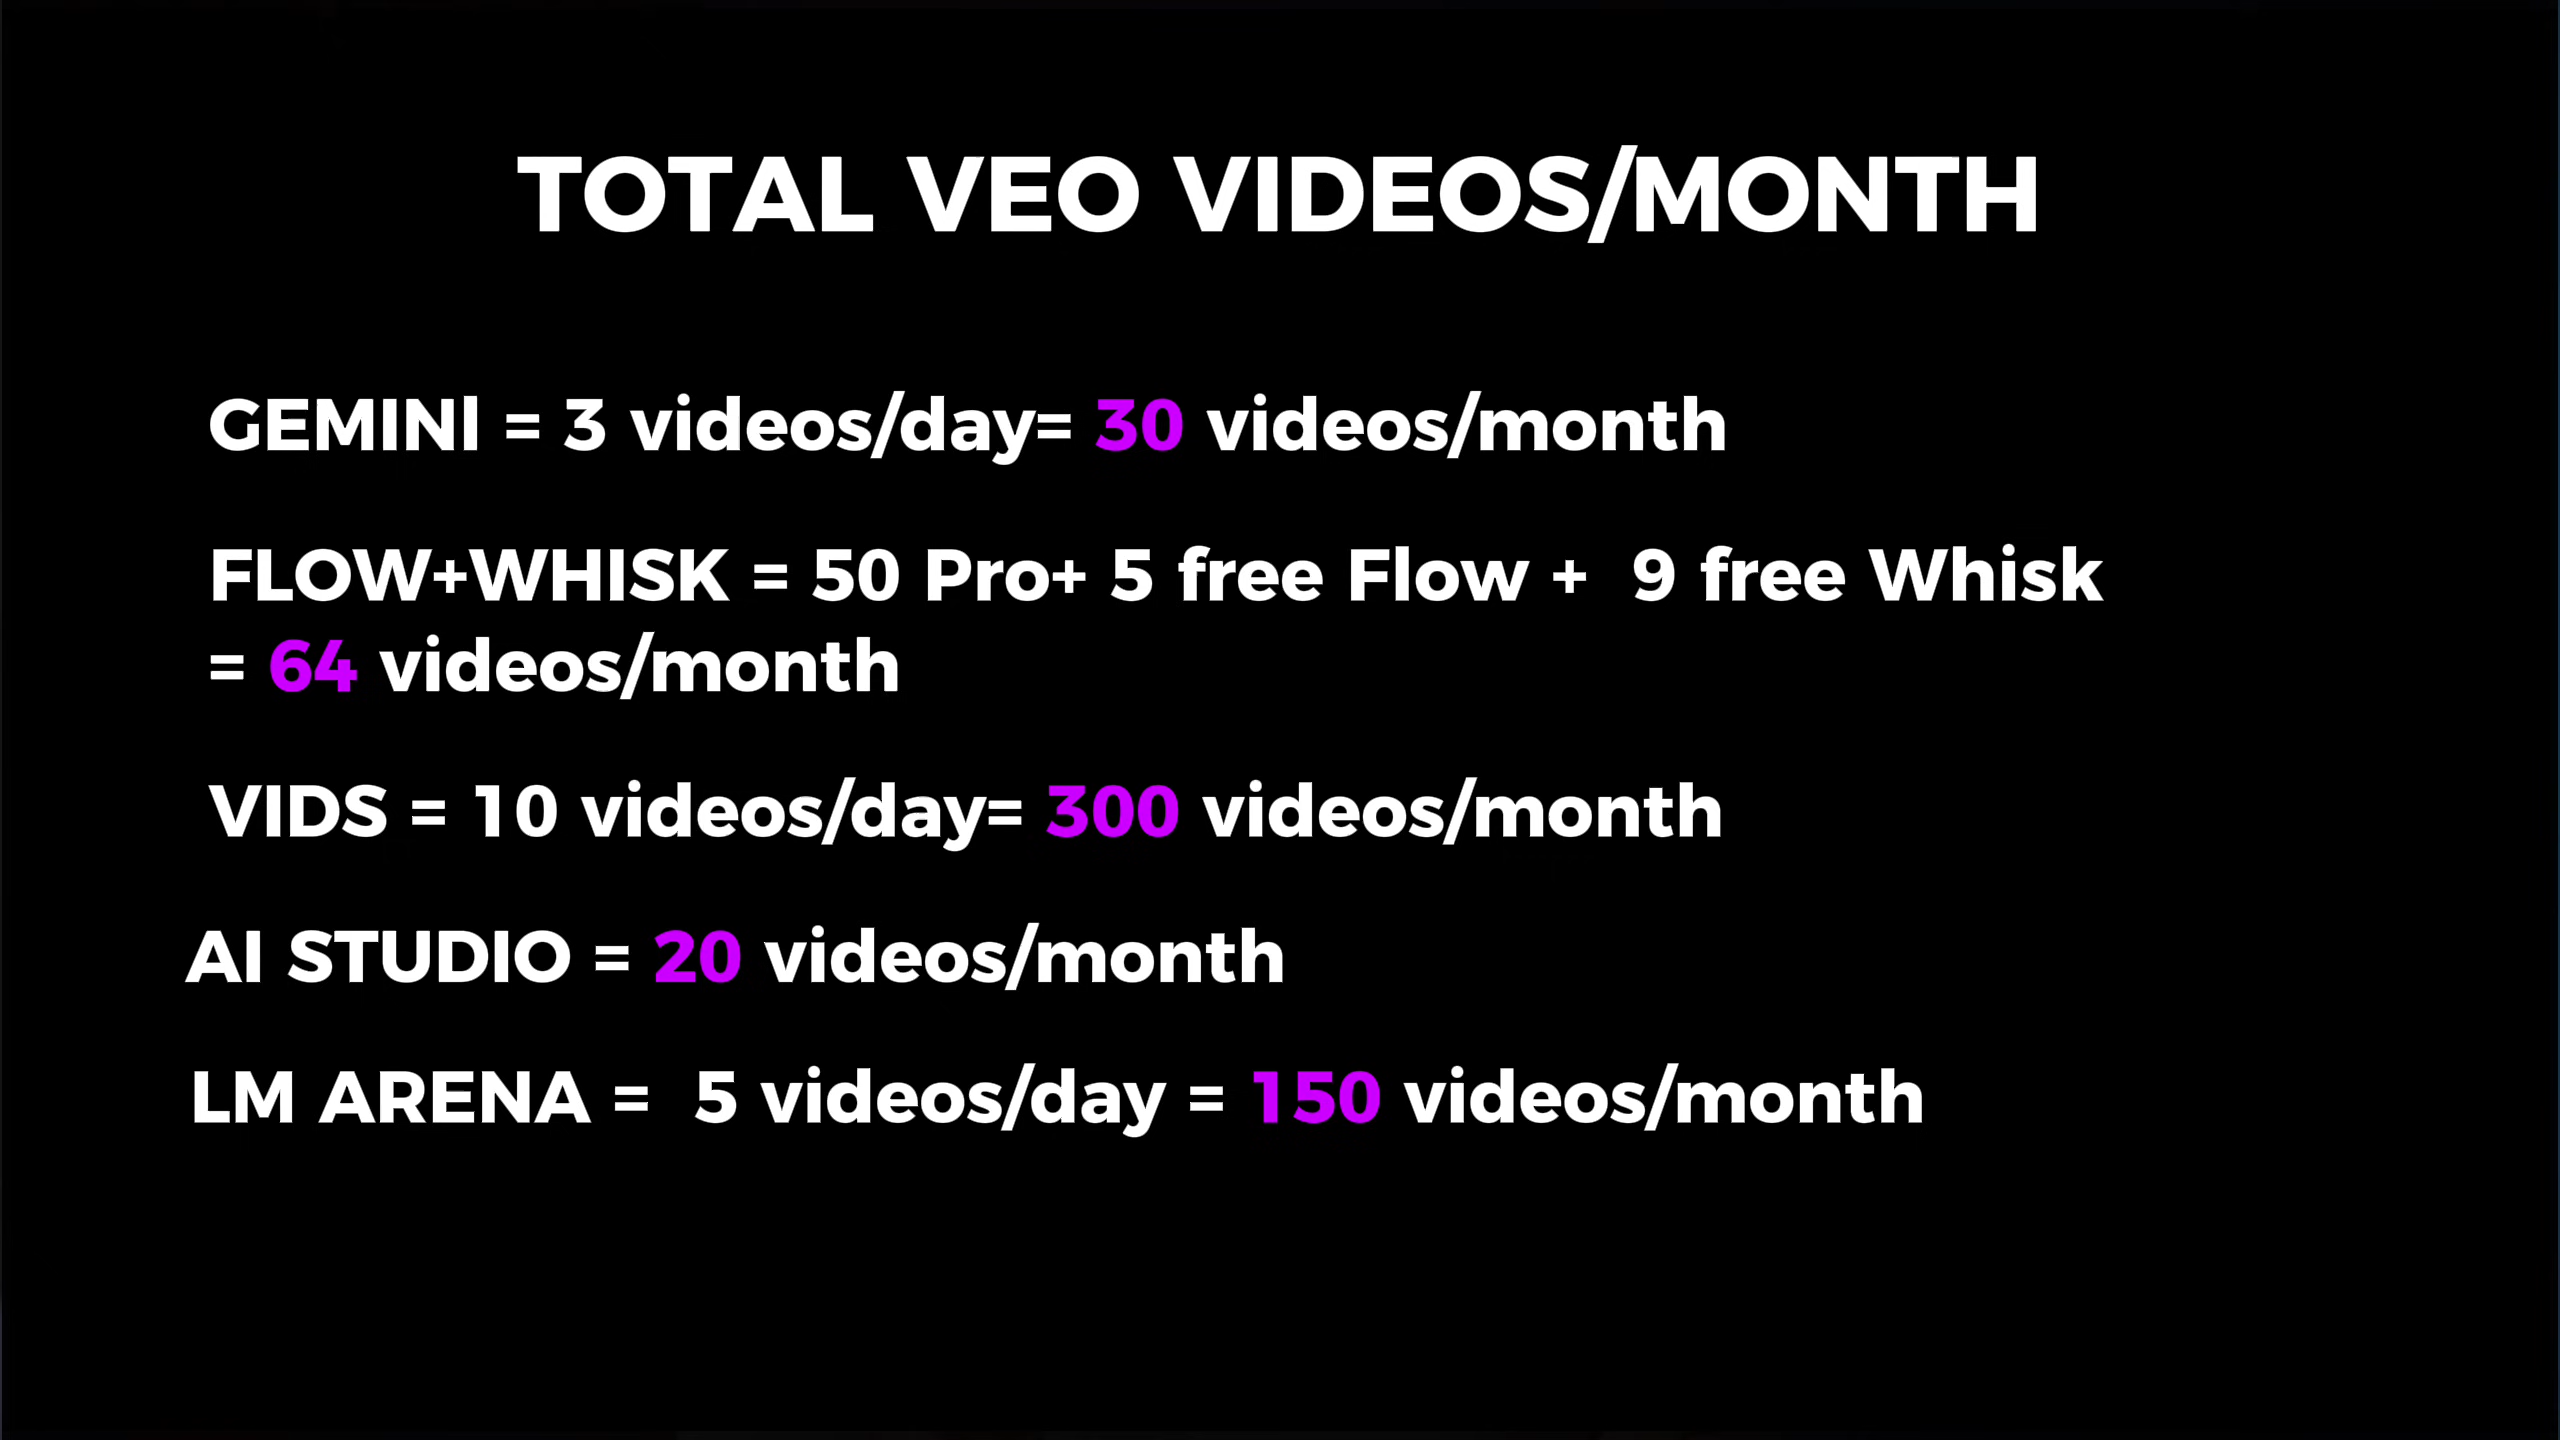 TOTAL VEO VIDEOS/MONTH
GEMINI = 3 videos/day= 30 videos/month
FLOW+WHISK = 50 Pro+ 5 free Flow +  9 free Whisk
= 64 videos/month
VIDS = 10 videos/day= 300 videos/month
AI STUDIO = 20 videos/month
LM ARENA =  5 videos/day = 150 videos/month